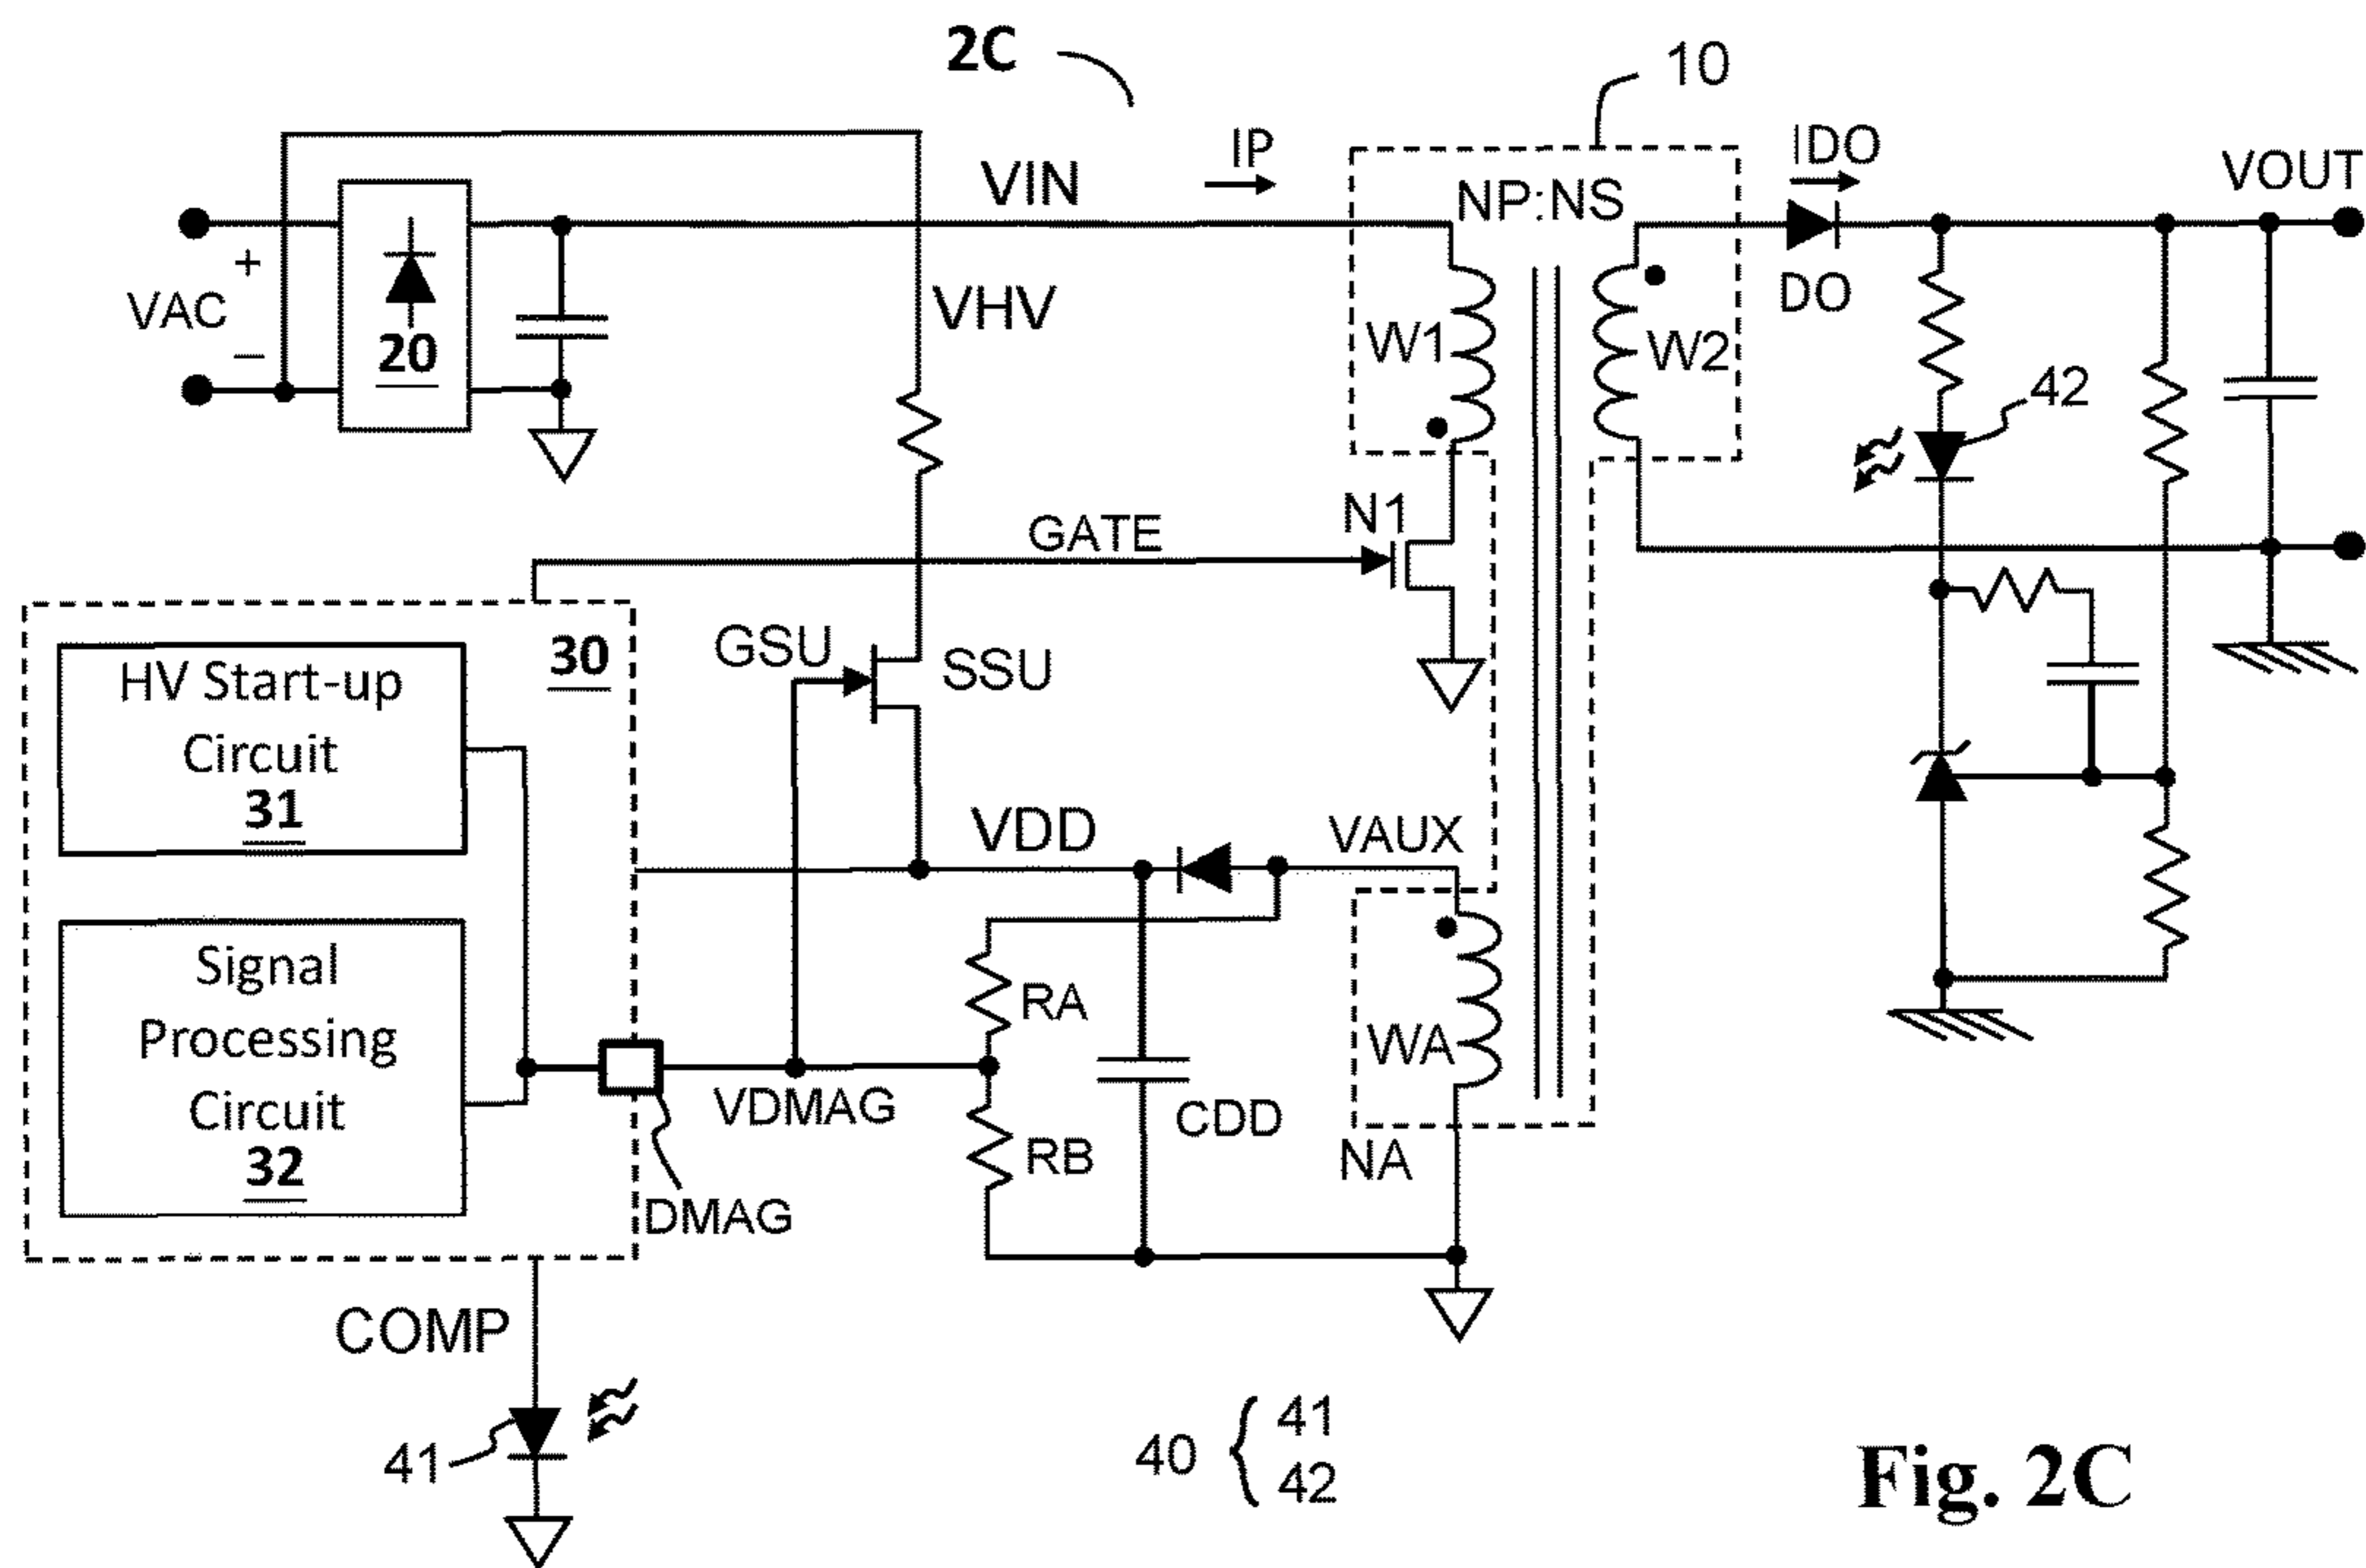 2C
10
IP
IDO
VOUT
VIN
NP:NS
+
VAC
−
20
VHV
W1
W2
DO
42
N1
GATE
30
GSU
SSU
HV Start-up
Circuit
31
VDD
VAUX
Signal
Processing
Circuit
32
RA
WA
VDMAG
CDD
RB
NA
DMAG
COMP
41
40 { 41
42
Fig. 2C